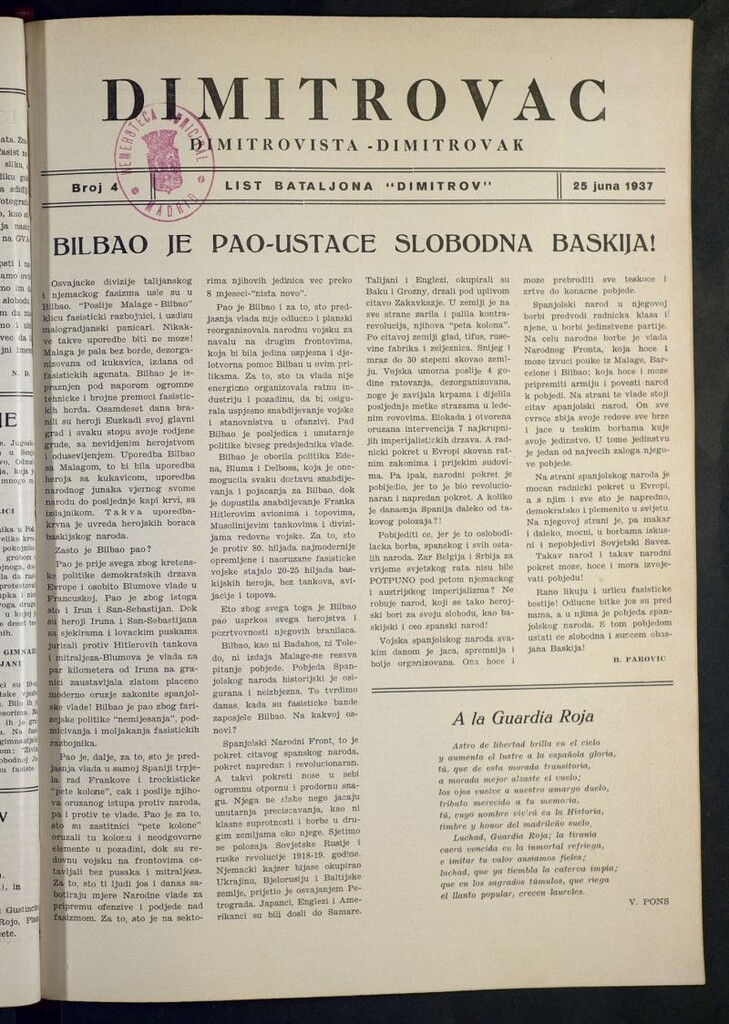 DIMITROVAC
DIMITROVISTA - DIMITROVAK
HEMEROTECA MUNICIPAL
MADRID
Broj 4
LIST BATALJONA "DIMITROV"
25 juna 1937
BILBAO JE PAO-USTACE SLOBODNA BASKIJA!
Osvajacke divizije talijanskog
i njemackog fasizma usle su u
Bilbao. "Poslije Malage - Bilbao"
klicu fasisticki razbojnici, i uzdisu
malogradjanski panicari. Nikak-
ve takve uporedbe biti ne moze!
Malaga je pala bez borbe, dezorga-
nizovana od kukavica, izdana od
fasistickih agenata. Bilbao je is-
praznjen pod naporom ogromne
tehnicke i brojne premoci fasistic-
kih horda. Osamdeset dana bra-
nili su heroji Euzkadi svoj glavni
grad i svaku stopu svoje rodjene
grude, sa nevidjenim herojstvom
i odusevljenjem. Uporedba Bilbao
sa Malagom, to bi bila uporedba
heroja sa kukavicom, uporedba
narodnog junaka vjernog svome
narodu do posljednje kapi krvi, sa
izdajnikom. Takva uporedba-
krvna je uvreda herojskih boraca
baskijskog naroda.
Zasto je Bilbao pao?
Pao je prije svega zbog kretens-
ke politike demokratskih drzava
Evrope i osobito Blumove vlade u
Francuskoj. Pao je zbog istoga
sto i Irun i San-Sebastijan. Dok
su heroji Iruna i San-Sebastijana
sa sjekirama i lovackim puskama
jurisali protiv Hitlerovih tankova
i mitraljeza-Blumova je vlada na
par kilometara od Iruna na gra-
nici zaustavljala zlatom placeno
moderno oruzje zakonite spanjol-
ske vlade! Bilbao je pao zbog fari-
zejske politike "nemijesanja", pod-
micivanja i moljakanja fasistickih
razbojnika.
Pao je, dalje, za to, sto je pred-
jasnja vlada u samoj Spaniji trpje-
la rad Frankove i trockisticke
"pete kolone", cak i poslije njiho-
va oruzanog istupa protiv naroda,
pa i protiv te vlade. Pao je za to,
sto su zastitnici "pete kolone"
oruzali tu kolonu i neodgovorne
elemente u pozadini, dok su re-
dovnu vojsku na frontovima os-
tavljali bez pusaka i mitraljeza.
Za to, sto ti ljudi jos i danas sa-
botiraju mjere Narodne vlade za
pripremu ofenzive i podjede nad
fasizmom. Za to, sto je na sekto-
rima njihovih jedinica vec preko
8 mjeseci-"nista novo".
Pao je Bilbao i za to, sto pred-
jasnja vlada nije odlucno i planski
reorganizovala narodnu vojsku za
navalu na drugim frontovima,
koja bi bila jedina uspjesna i dje-
lotvorna pomoc Bilbau u ovim pri-
likama. Za to, sto ta vlada nije
energicno organizovala ratnu in-
dustriju i pozadinu, da bi osigu-
rala uspjesno snabdijevanje vojske
i stanovnistva u ofanzivi. Pad
Bilbao je posljedica i unutarnje
politike bivseg predsjednika vlade.
Bilbao je oborila politika Ede-
na, Bluma i Delbosa, koja je one-
mogucila svaku dostavu snabdije-
vanja i pojacanja za Bilbao, dok
je dopustila snabdijevanje Franka
Hitlerovim avionima i topovima,
Musolinijevim tankovima i divizi-
jama redovne vojske. Za to, sto
je protiv 80. hiljada najmodernije
opremljene i naoruzane fasisticke
vojske stajalo 20-25 hiljada bas-
kijskih heroja, bez tankova, avi-
jacije i topova.
Eto zbog svega toga je Bilbao
pao usprkos svega herojstva i
pozrtvovnosti njegovih branilaca.
Bilbao, kao ni Badahos, ni Tole-
do, ni izdaja Malage-ne resava
pitanje pobjede. Pobjeda Spanj-
olskog naroda historijski je osi-
gurana i neizbjezna. To tvrdimo
danas, kada su fasisticke bande
zaposjele Bilbao. Na kakvoj os-
novi?
Spanjolski Narodni Front, to je
pokret citavog spanskog naroda,
pokret napredan i revolucionaran.
A takvi pokreti nose u sebi
ogromnu otpornu i prodornu sna-
gu. Njega ne slabe nego jacaju
unutarnja preciscavanja, kao ni
klasne suprotnosti i borbe u dru-
gim zemljama oko njege. Sjetimo
se polozaja Sovjetske Rusije i
ruske revolucije 1918-19. godine.
Njemacki kajzer bijase okupirao
Ukrajinu, Bjelorusiju i Baltijske
zemlje, prijetio je osvajanjem Pe-
trograda. Japanci, Englezi i Ame-
rikanci su bili dosli do Samare.
Talijani i Englezi, okupirali su
Baku i Grozny, drzali pod uplivom
citavo Zakavkazje. U zemlji je na
sve strane zarila i palila kontra-
revolucija, njihova "peta kolona".
Po citavoj zemlji glad, tifus, ruse-
vine fabrika i zeljeznica. Snijeg i
mraz do 30 stepeni skovao zemlj-
u. Vojska umorna poslije 4 godine
ratovanja, dezorganizovana,
noge je zavijala krpama i dijelila
posljednje metke strazama u lede-
nim rovovima. Blokada i otvorena
oruzana intervencija 7 najkrupni-
jih imperijalistickih drzava. A rad-
nicki pokret u Evropi skovan rat-
nim zakonima i prijekim sudovi-
ma. Pa ipak, narodni pokret je
pobijedio, jer to je bio revolucio-
naran i napredan pokret. A koliko
je danasnja Spanija daleko od ta-
kovog polozaja?!
Pobijediti ce, jer je to oslobodi-
lacka borba, spanskog i svih osta-
lih naroda. Zar Belgija i Srbija za
vrijeme svjetskog rata nisu bile
POTPUNO pod petom njemackog
i austrijskog imperijalizma? Ne
robuje narod, koji se tako heroj-
ski bori za svoju slobodu, kao ba-
skijski i ceo spanski narod!
Vojska spanjolskog naroda sva-
kim danom je jaca, spremnija i
bolje organizovana. Ona hoce i
moze prebroditi sve teskoce i
zrtve do konacne pobjede.
Spanjolski narod u njegovoj
borbi predvodi radnicka klasa i
njene, u borbi jedinstvene partije.
Na celu narodne borbe je vlada
Narodnog Fronta, koja hoce i
moze izvuci pouke iz Malage, Bar-
celone i Bilbao; koja hoce i moze
pripremiti armiju i povesti narod
k pobjedi. Na strani te vlade stoji
citav spanjolski narod. On sve
cvrsce zbija svoje redove sve brze
i jace u teskim borbama kuje
svoje jedinstvo. U tome jedinstvu
je jedan od najvecih zaloga njego-
ve pobjede.
Na strani spanjolskog naroda je
mocan radnicki pokret u Evropi,
a s njim i sve sto je napredno,
demokratsko i plemenito u svijetu.
Na njegovoj strani je, pa makar
i daleko, mocni, u borbama iskus-
ni i nepobjedivi Sovjetski Savez.
Takav narod i takav narodni
pokret moze, hoce i mora izvoje-
vati pobjedu!
Rano likuju i urlicu fasisticke
bestije! Odlucne bitke jos su pred
nama, a u njima je pobjeda span-
jolskog naroda. S tom pobjedom
ustati ce slobodna i suncem obas-
jana Baskija!
B. PAROVIC
A la Guardia Roja
Astro de libertad brilla en el cielo
y aumenta el lustre a la española gloria,
tú, que de esta morada transitoria,
a morada mejor alzaste el vuelo;
los ojos vuelve a nuestro amargo duelo,
tributo merecido a tu memoria,
tú, cuyo nombre vivirá en la Historia,
timbre y honor del madrileño suelo,
Luchad, Guardia Roja; la tiranía
caerá vencida en la inmortal refriega,
e imitar tu valor ansiamos fieles;
luchad, que ya tiembla la caterva impía;
que en los sagrados túmulos, que riega
el llanto popular, crecen laureles.
V. PONS